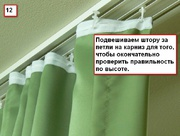 12
Подвешиваем штору за
петли на карниз для того,
чтобы окончательно
проверить правильность
по высоте.